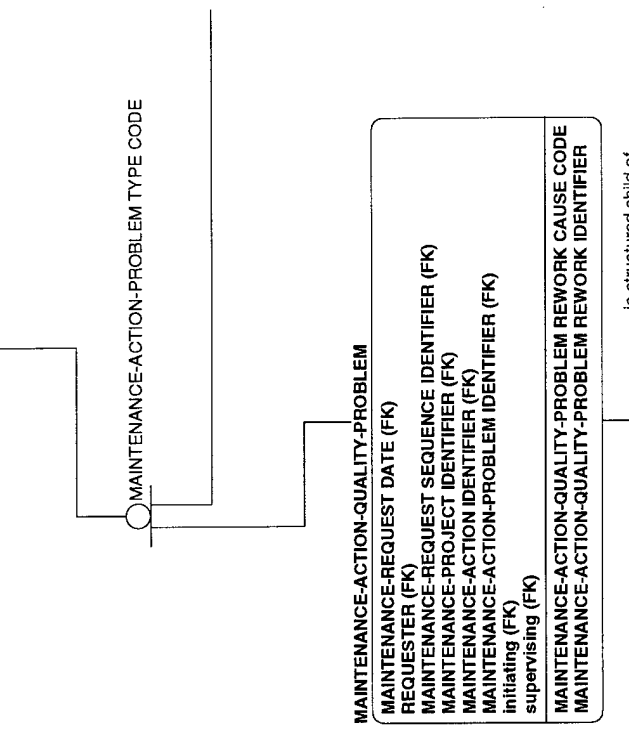 MAINTENANCE-ACTION-PROBLEM TYPE CODE
MAINTENANCE-ACTION-QUALITY-PROBLEM
MAINTENANCE-REQUEST DATE (FK)
REQUESTER (FK)
MAINTENANCE-REQUEST SEQUENCE IDENTIFIER (FK)
MAINTENANCE-PROJECT IDENTIFIER (FK)
MAINTENANCE-ACTION IDENTIFIER (FK)
MAINTENANCE-ACTION-PROBLEM IDENTIFIER (FK)
initiating (FK)
supervising (FK)
MAINTENANCE-ACTION-QUALITY-PROBLEM REWORK CAUSE CODE
MAINTENANCE-ACTION-QUALITY-PROBLEM REWORK IDENTIFIER
is structured child of